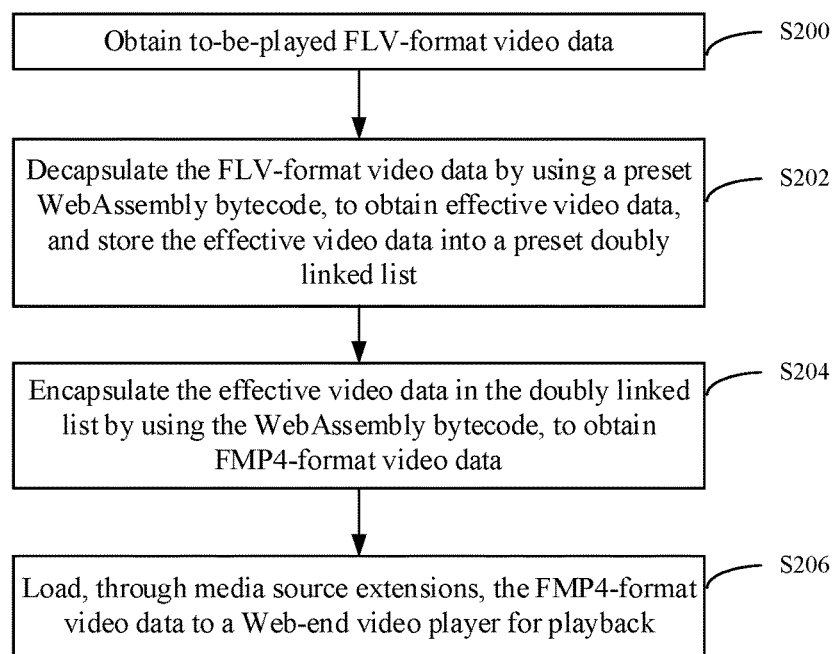 Obtain to-be-played FLV-format video data
S200
Decapsulate the FLV-format video data by using a preset
WebAssembly bytecode, to obtain effective video data,
and store the effective video data into a preset doubly
linked list
S202
Encapsulate the effective video data in the doubly linked
list by using the WebAssembly bytecode, to obtain
FMP4-format video data
S204
Load, through media source extensions, the FMP4-format
video data to a Web-end video player for playback
S206